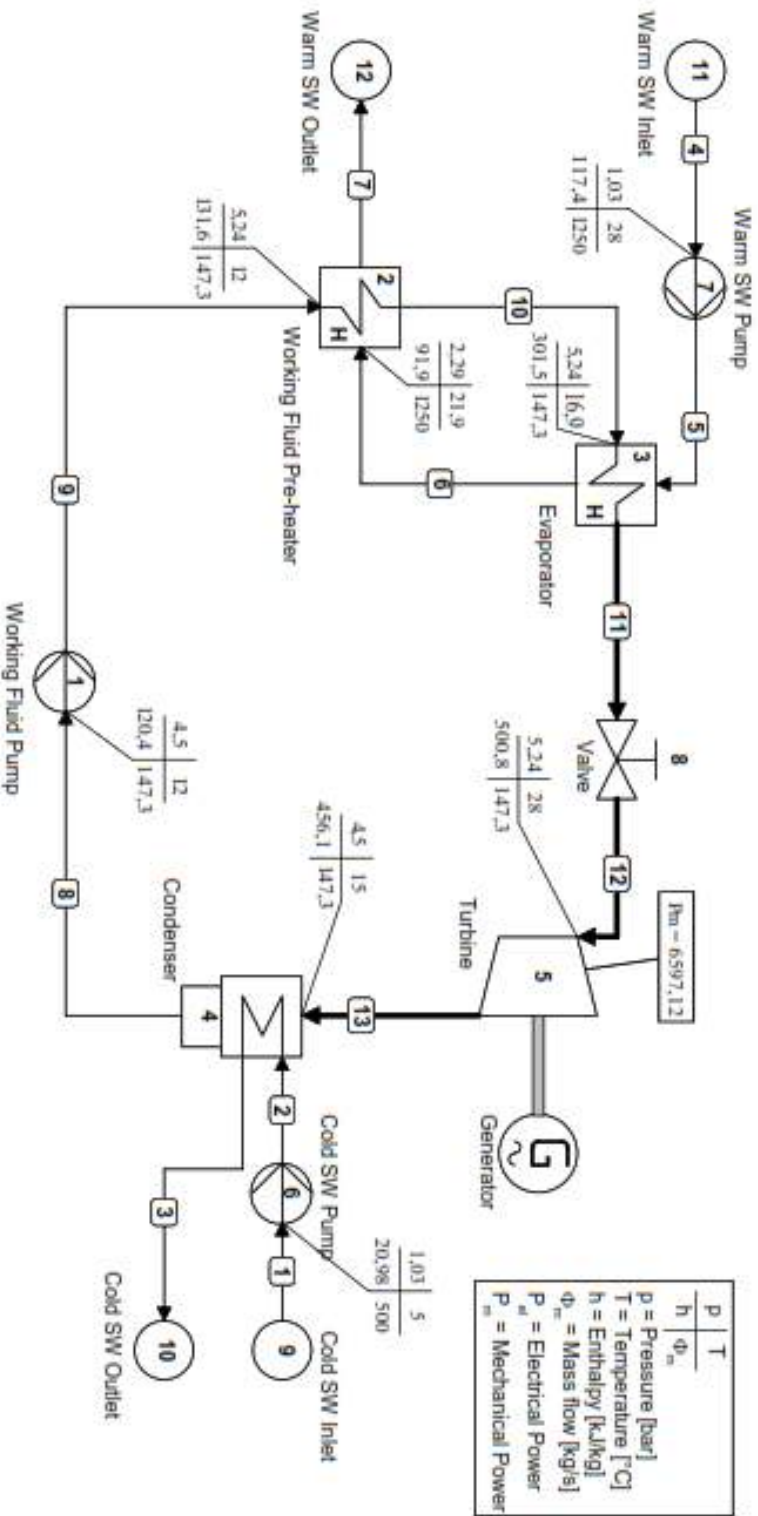 Warm SW Pump
11
4
7
5
Warm SW Inlet
1,03 28
117,4 1250
3
H
Evaporator
11
8
Valve
12
Pm = 6597,12
5
Turbine
G
~
Generator
p T
h Φm
p = Pressure [bar]
T = Temperature [°C]
h = Enthalpy [kJ/kg]
Φm = Mass flow [kg/s]
Pel = Electrical Power
Pm = Mechanical Power
5,24 16,9
301,5 147,3
5,24 28
500,8 147,3
10
6
13
2,29 21,9
91,9 1250
1,03 5
20,98 500
12
7
2
H
Warm SW Outlet
Working Fluid Pre-heater
4,5 15
456,1 147,3
Cold SW Pump
Cold SW Inlet
2
6
1
9
4
Condenser
5,24 12
131,6 147,3
4,5 12
120,4 147,3
3
10
Cold SW Outlet
9
1
8
Working Fluid Pump